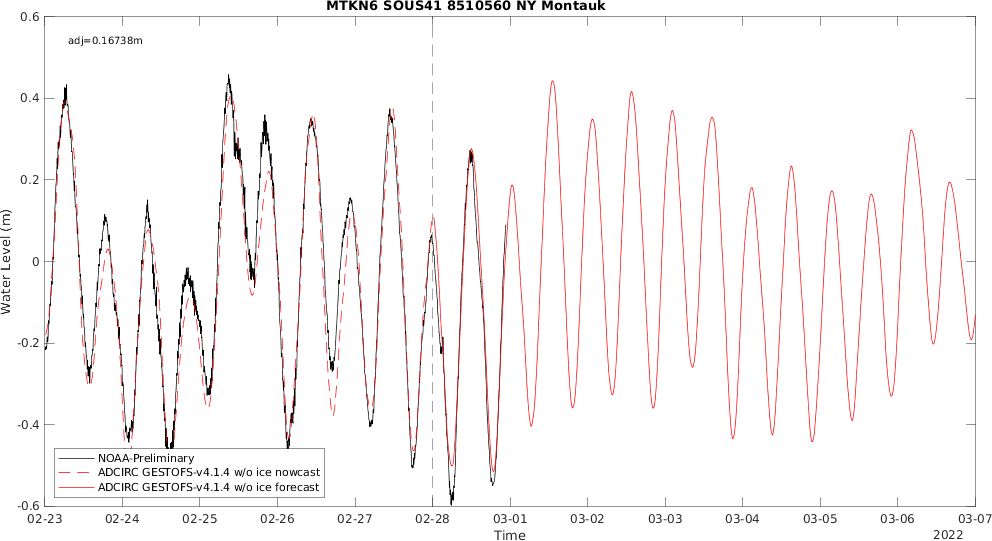 MTKN6 SOUS41 8510560 NY Montauk
adj=0.16738m
Water Level (m)
0.6
0.4
0.2
0
-0.2
-0.4
-0.6
NOAA-Preliminary
ADCIRC GESTOFS-v4.1.4 w/o ice nowcast
ADCIRC GESTOFS-v4.1.4 w/o ice forecast
02-23 02-24 02-25 02-26 02-27 02-28 03-01 03-02 03-03 03-04 03-05 03-06 03-07
Time
2022